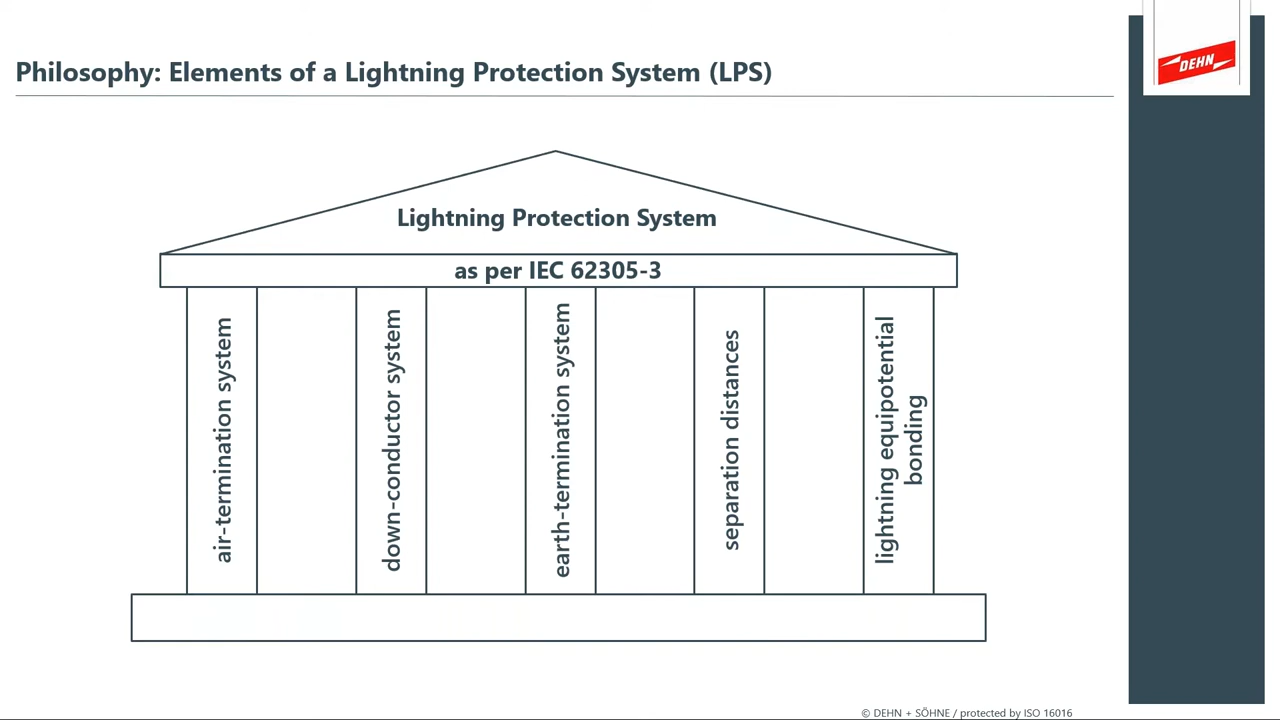 Philosophy: Elements of a Lightning Protection System (LPS)
DEHN
Lightning Protection System
as per IEC 62305-3
air-termination system
down-conductor system
earth-termination system
separation distances
lightning equipotential
bonding
© DEHN + SÖHNE / protected by ISO 16016